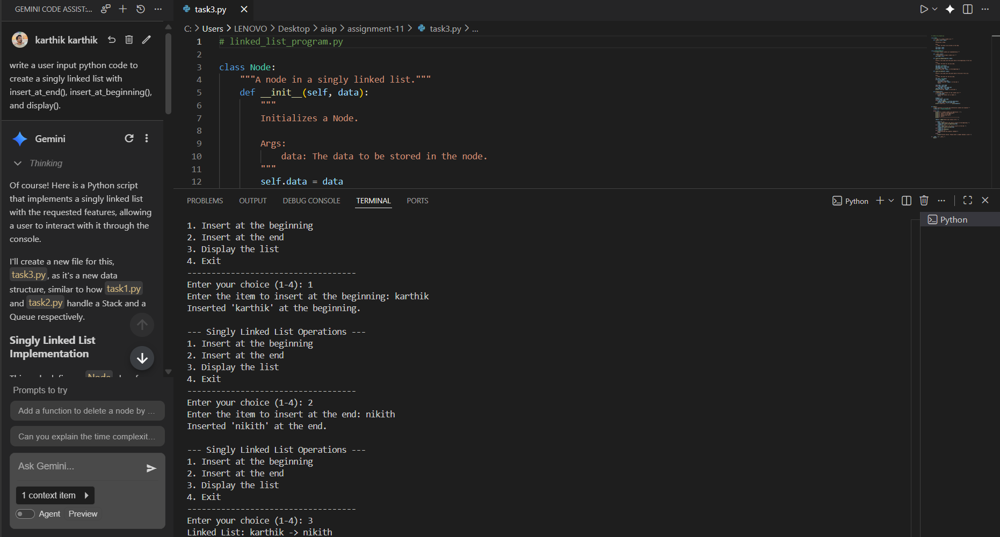 GEMINI CODE ASSIST:...
karthik karthik
write a user input python code to
create a singly linked list with
insert_at_end(), insert_at_beginning(),
and display().
Gemini
Thinking
Of course! Here is a Python script
that implements a singly linked list
with the requested features, allowing
a user to interact with it through the
console.
I'll create a new file for this,
task3.py, as it's a new data
structure, similar to how task1.py
and task2.py handle a Stack and a
Queue respectively.
Singly Linked List
Implementation
Prompts to try
Add a function to delete a node by ...
Can you explain the time complexit...
Ask Gemini...
1 context item
Agent Preview
task3.py
C: > Users > LENOVO > Desktop > aiap > assignment-11 > task3.py > ...
1 # linked_list_program.py
2
3 class Node:
4 """A node in a singly linked list."""
5 def __init__(self, data):
6 """
7 Initializes a Node.
8
9 Args:
10 data: The data to be stored in the node.
11 """
12 self.data = data
PROBLEMS OUTPUT DEBUG CONSOLE TERMINAL PORTS
Python
Python
1. Insert at the beginning
2. Insert at the end
3. Display the list
4. Exit
-----------------------------------
Enter your choice (1-4): 1
Enter the item to insert at the beginning: karthik
Inserted 'karthik' at the beginning.
--- Singly Linked List Operations ---
1. Insert at the beginning
2. Insert at the end
3. Display the list
4. Exit
-----------------------------------
Enter your choice (1-4): 2
Enter the item to insert at the end: nikith
Inserted 'nikith' at the end.
--- Singly Linked List Operations ---
1. Insert at the beginning
2. Insert at the end
3. Display the list
4. Exit
-----------------------------------
Enter your choice (1-4): 3
Linked List: karthik -> nikith